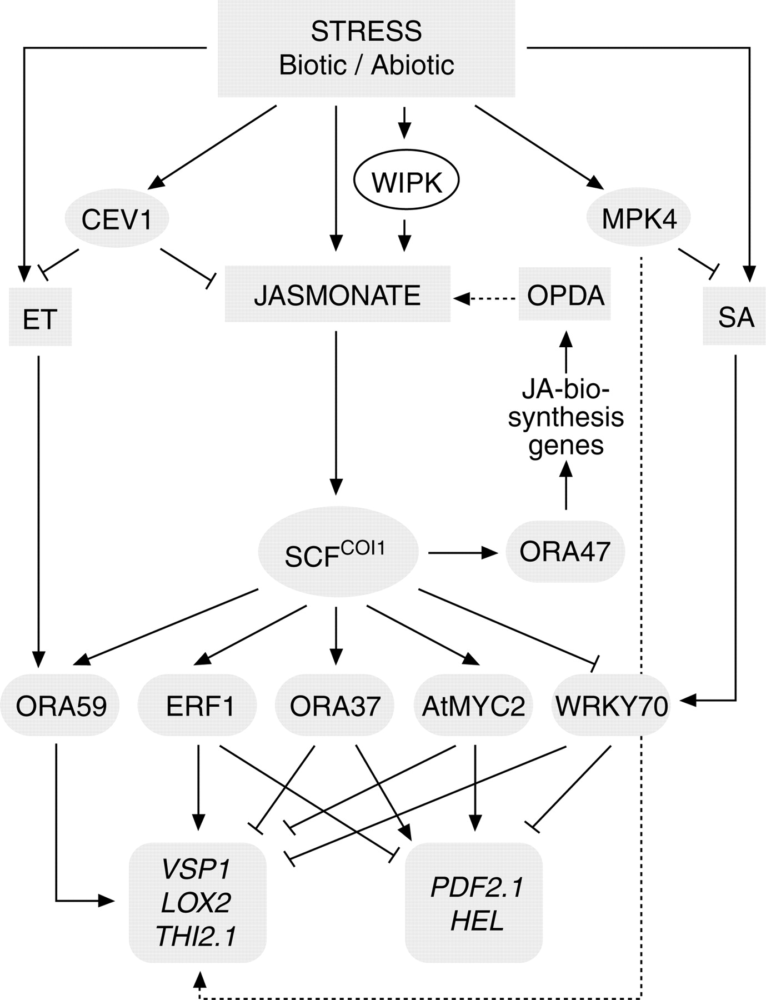 STRESS
Biotic / Abiotic
WIPK
CEV1
MPK4
JASMONATE
OPDA
ET
SA
JA-bio-
synthesis
genes
SCF^COI1
ORA47
ORA59
ERF1
ORA37
AtMYC2
WRKY70
VSP1
LOX2
THI2.1
PDF2.1
HEL